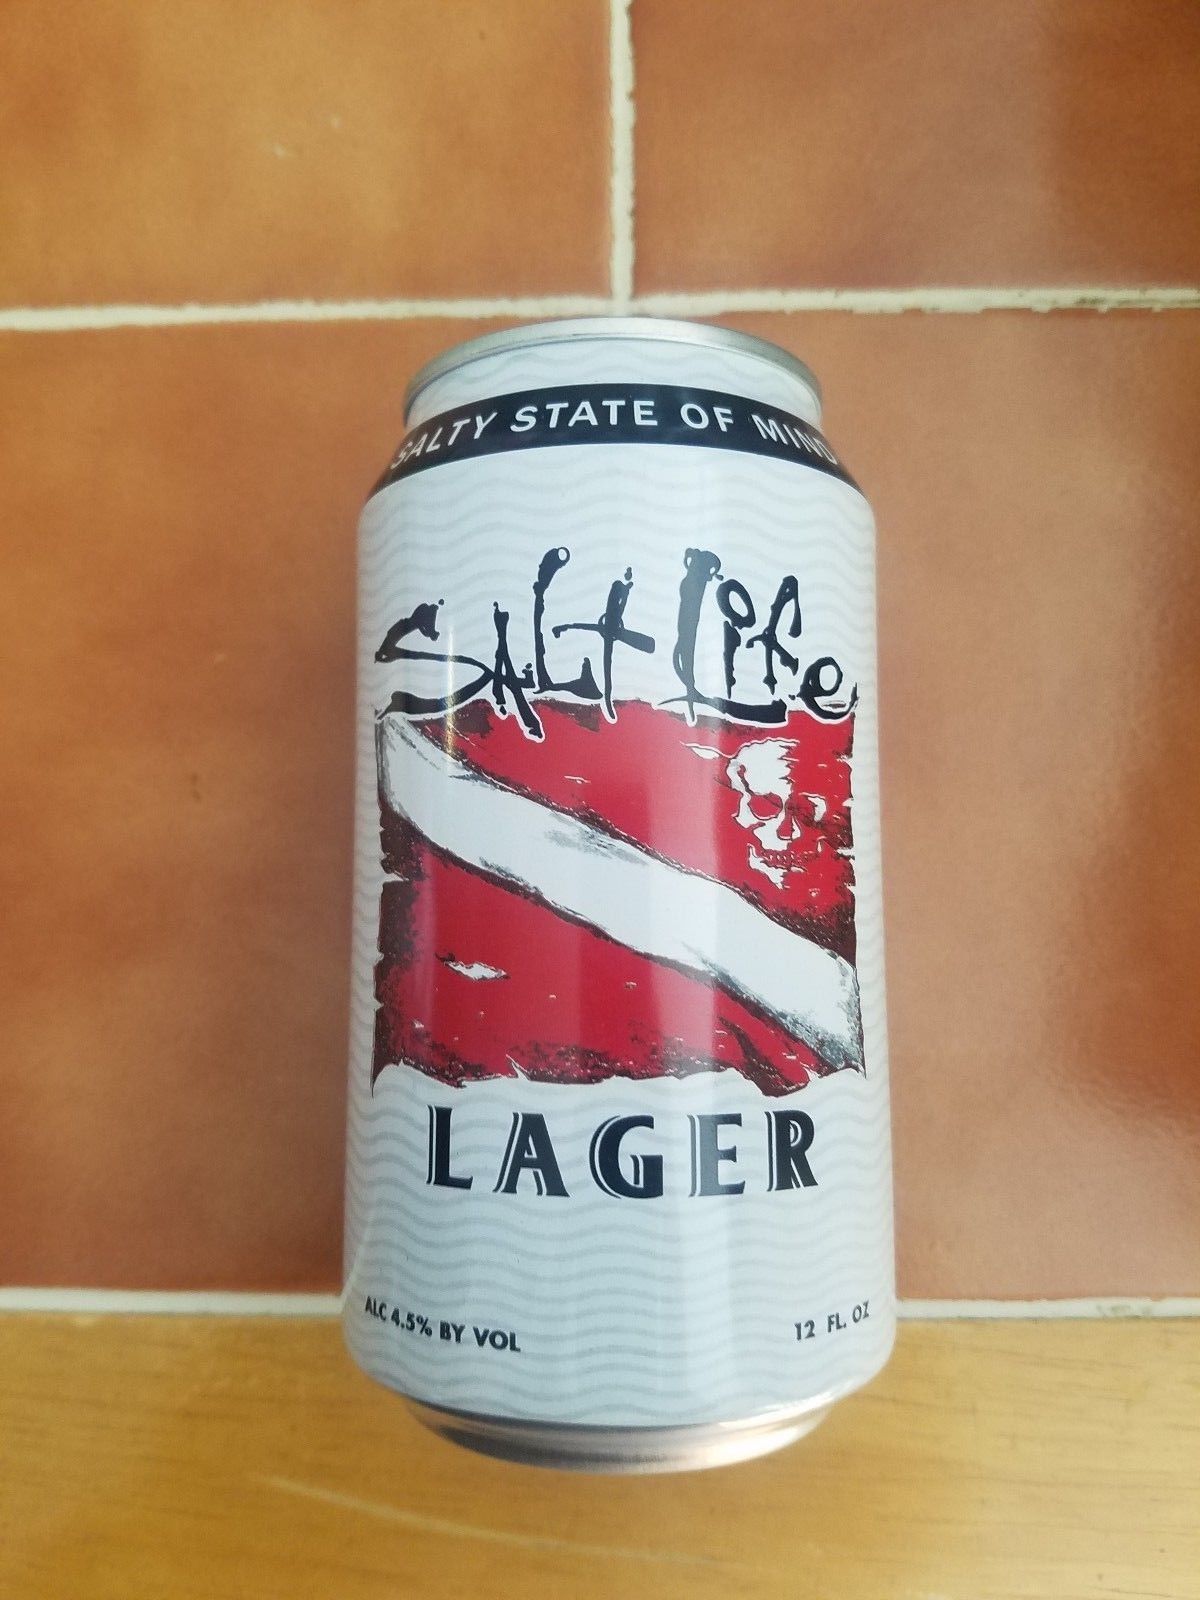 SALTY STATE OF MIND
Salt Life
LAGER
ALC 4.5% BY VOL
12 FL. OZ